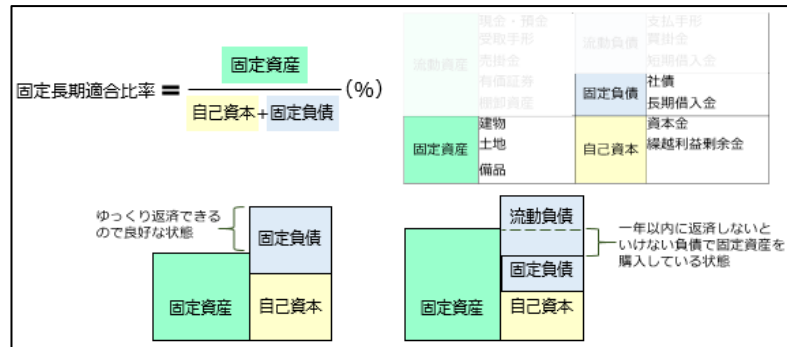 固定長期適合比率 = 固定資産 / 自己資本+固定負債 (%)
現金・預金
受取手形
売掛金
有価証券
棚卸資産
流動資産
支払手形
買掛金
短期借入金
流動負債
固定負債
社債
長期借入金
固定資産
建物
土地
備品
自己資本
資本金
繰越利益剰余金
ゆっくり返済できる
ので良好な状態
固定負債
固定資産
自己資本
流動負債
固定負債
固定資産
自己資本
一年以内に返済しないと
いけない負債で固定資産を
購入している状態